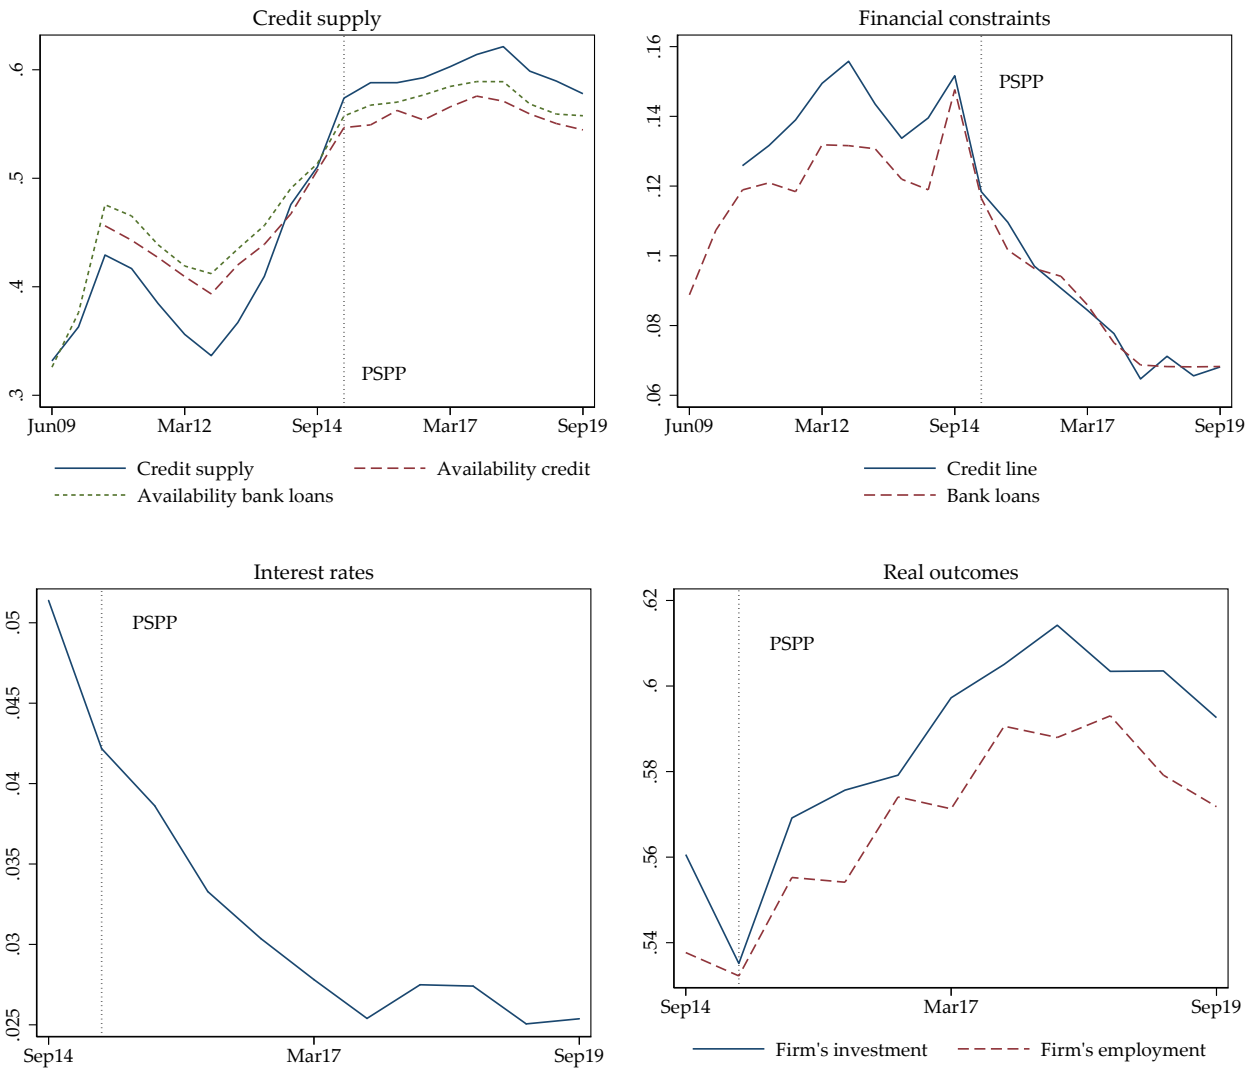 Credit supply
.6
.5
.4
.3
PSPP
Jun09 Mar12 Sep14 Mar17 Sep19
Credit supply Availability credit
Availability bank loans
Financial constraints
.16
.14
.12
.1
.08
.06
PSPP
Jun09 Mar12 Sep14 Mar17 Sep19
Credit line
Bank loans
Interest rates
.05
.045
.04
.035
.03
.025
PSPP
Sep14 Mar17 Sep19
Real outcomes
.62
.6
.58
.56
.54
PSPP
Sep14 Mar17 Sep19
Firm's investment Firm's employment